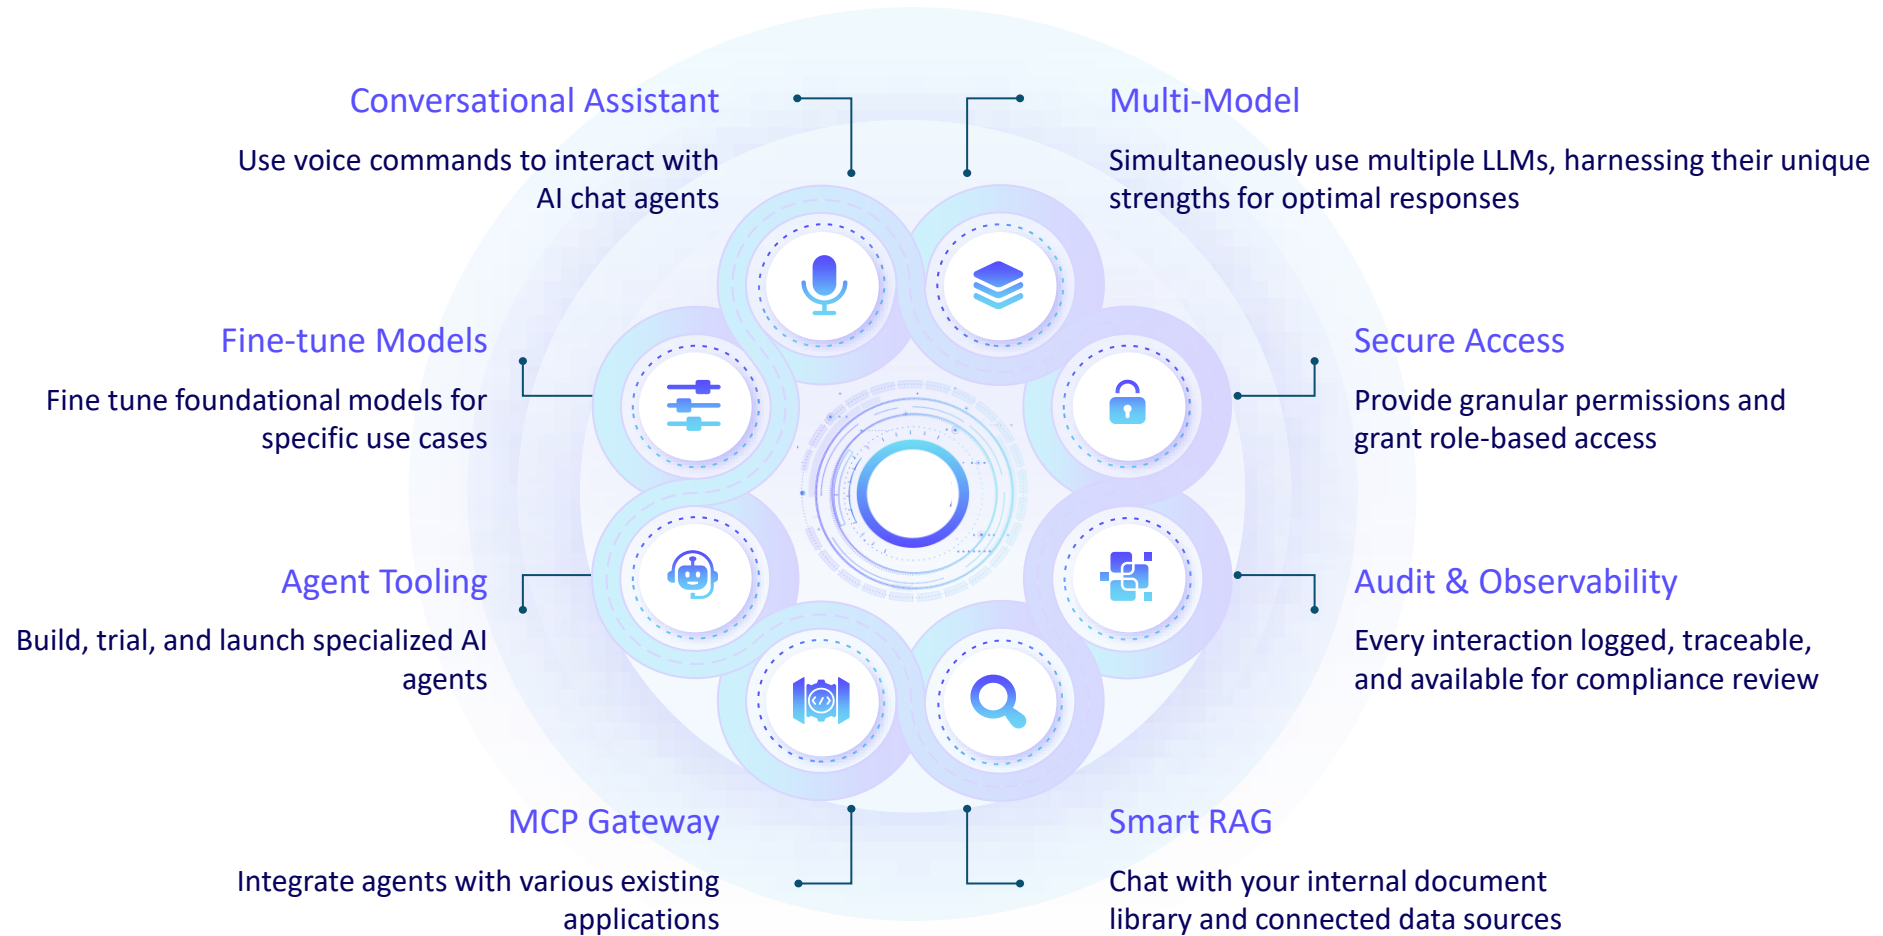 Conversational Assistant
Use voice commands to interact with
AI chat agents
Multi-Model
Simultaneously use multiple LLMs, harnessing their unique
strengths for optimal responses
Fine-tune Models
Fine tune foundational models for
specific use cases
Secure Access
Provide granular permissions and
grant role-based access
Agent Tooling
Build, trial, and launch specialized AI
agents
Audit & Observability
Every interaction logged, traceable,
and available for compliance review
MCP Gateway
Integrate agents with various existing
applications
Smart RAG
Chat with your internal document
library and connected data sources